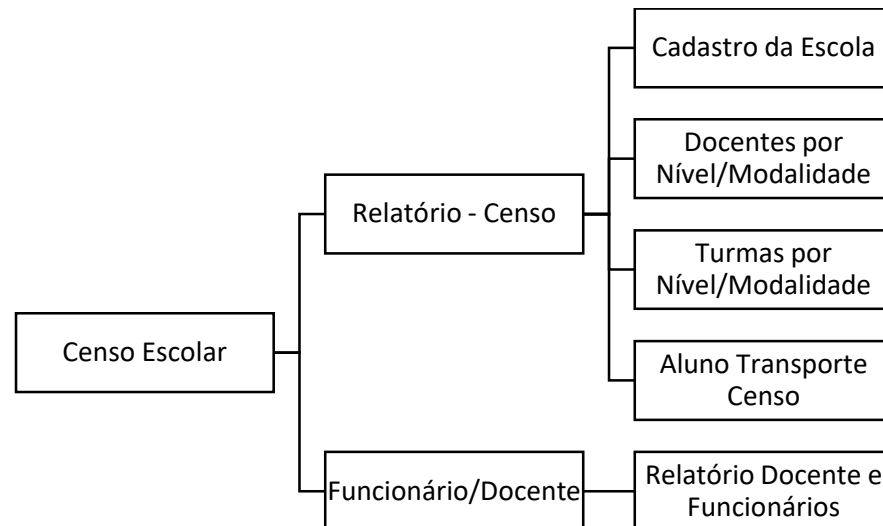 Cadastro da Escola
Docentes por
Nível/Modalidade
Relatório - Censo
Turmas por
Nível/Modalidade
Censo Escolar
Aluno Transporte
Censo
Funcionário/Docente
Relatório Docente e
Funcionários